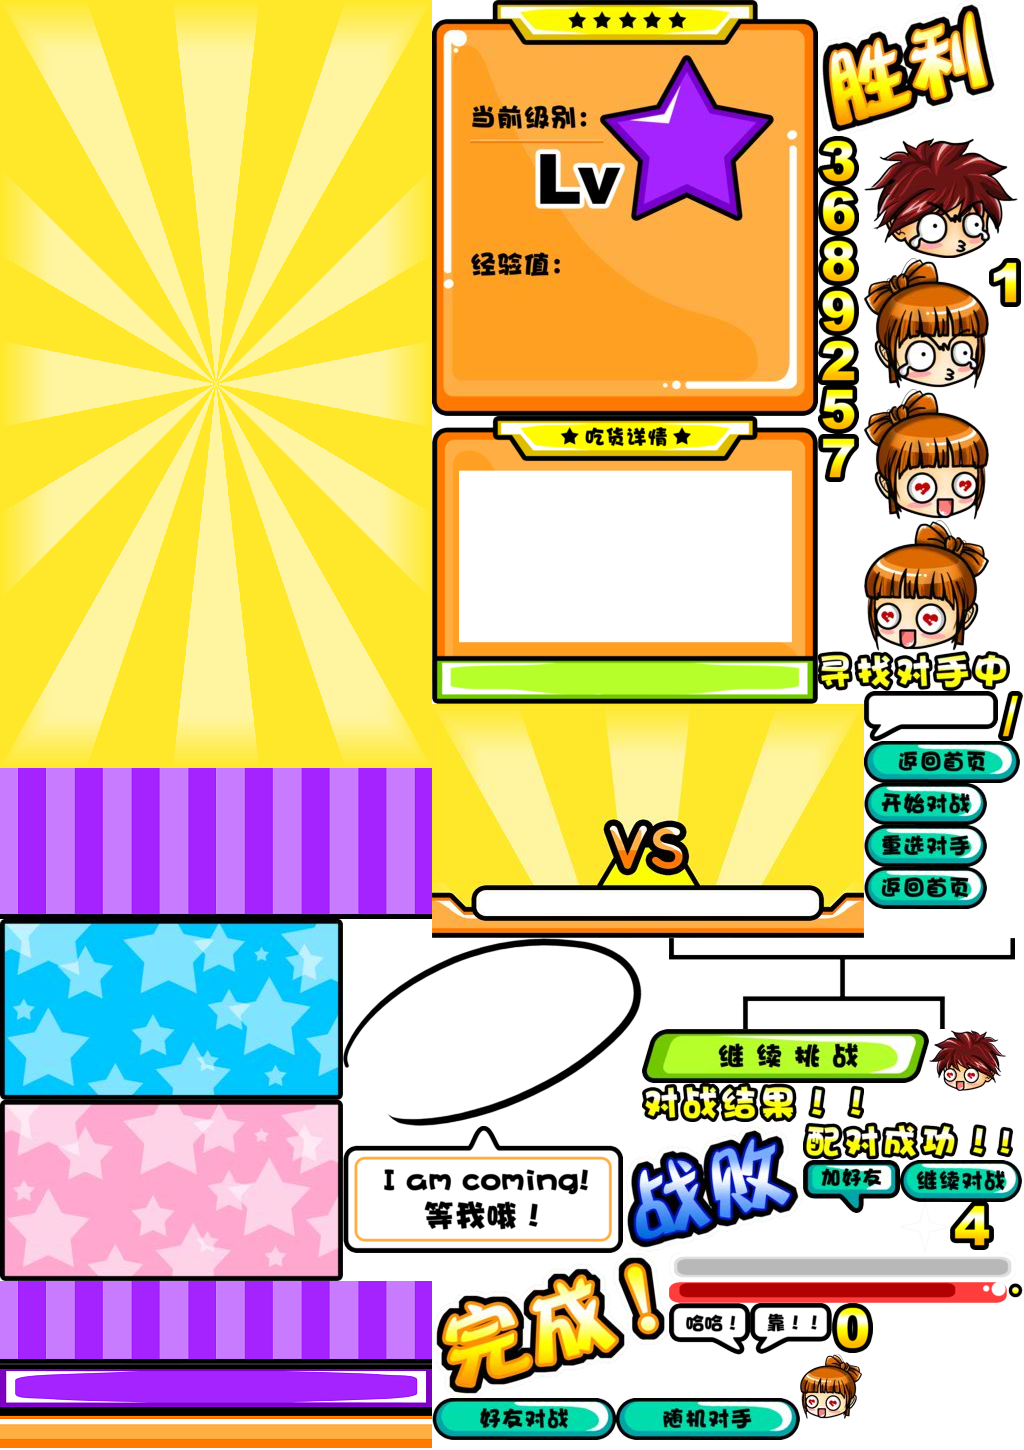 胜利
当前级别:
Lv
经验值:
3
6
8
9
2
5
7
1
吃货详情
寻找对手中
/
返回首页
开始对战
重选对手
返回首页
VS
继续挑战
对战结果！！
配对成功！！
加好友
继续对战
I am coming!
等我哦！
战败
4
完成！
哈哈！
靠！！
0
好友对战
随机对手